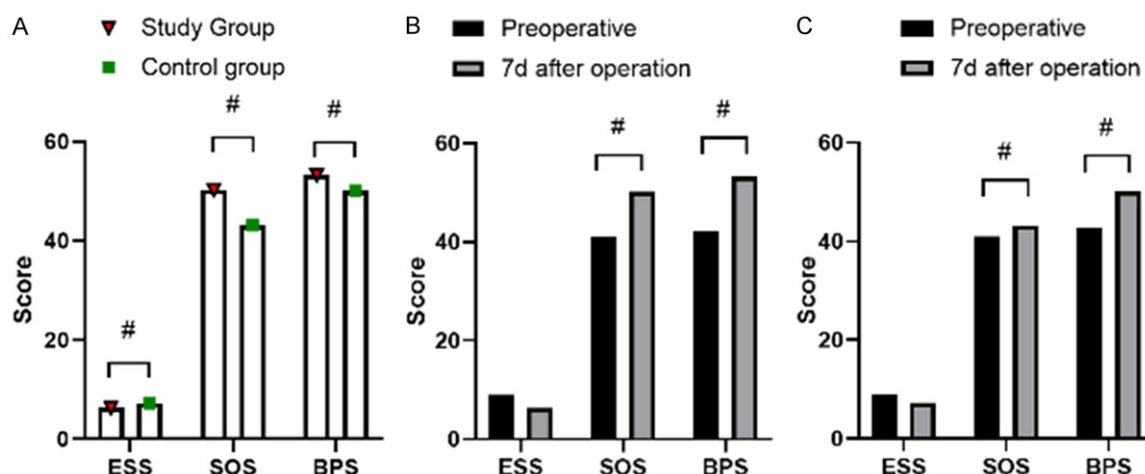 A
Study Group
Control group
#
#
#
60
40
20
0
Score
ESS
SOS
BPS
B
Preoperative
7d after operation
#
#
60
40
20
0
Score
ESS
SOS
BPS
C
Preoperative
7d after operation
#
#
60
40
20
0
Score
ESS
SOS
BPS